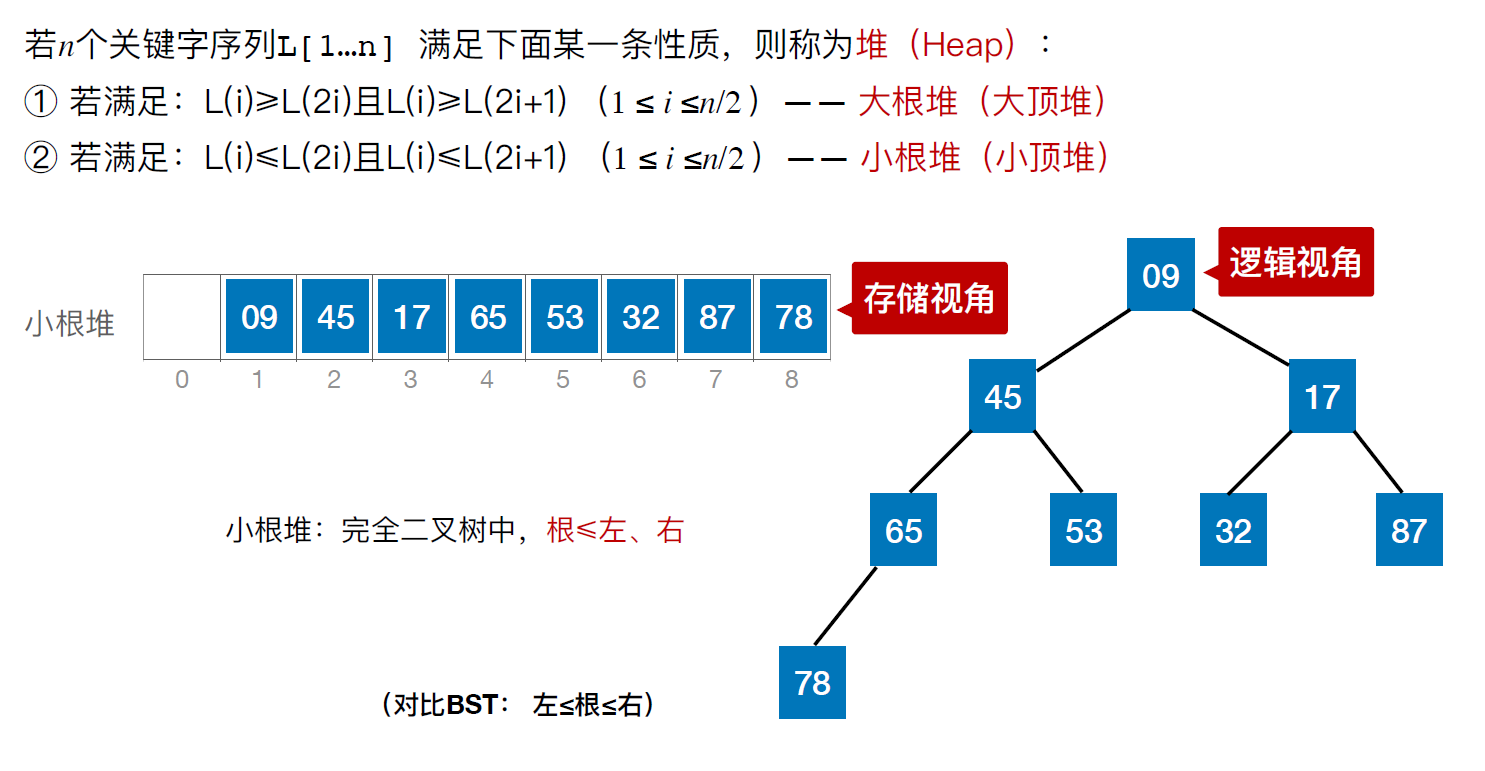 若n个关键字序列L[1…n] 满足下面某一条性质，则称为堆（Heap）：
① 若满足：L(i)≥L(2i)且L(i)≥L(2i+1) （1 ≤ i ≤n/2 ）—— 大根堆（大顶堆）
② 若满足：L(i)≤L(2i)且L(i)≤L(2i+1) （1 ≤ i ≤n/2 ）—— 小根堆（小顶堆）
小根堆
09 45 17 65 53 32 87 78
0 1 2 3 4 5 6 7 8
存储视角
逻辑视角
09
45 17
65 53 32 87
78
小根堆：完全二叉树中，根≤左、右
（对比BST： 左≤根≤右）